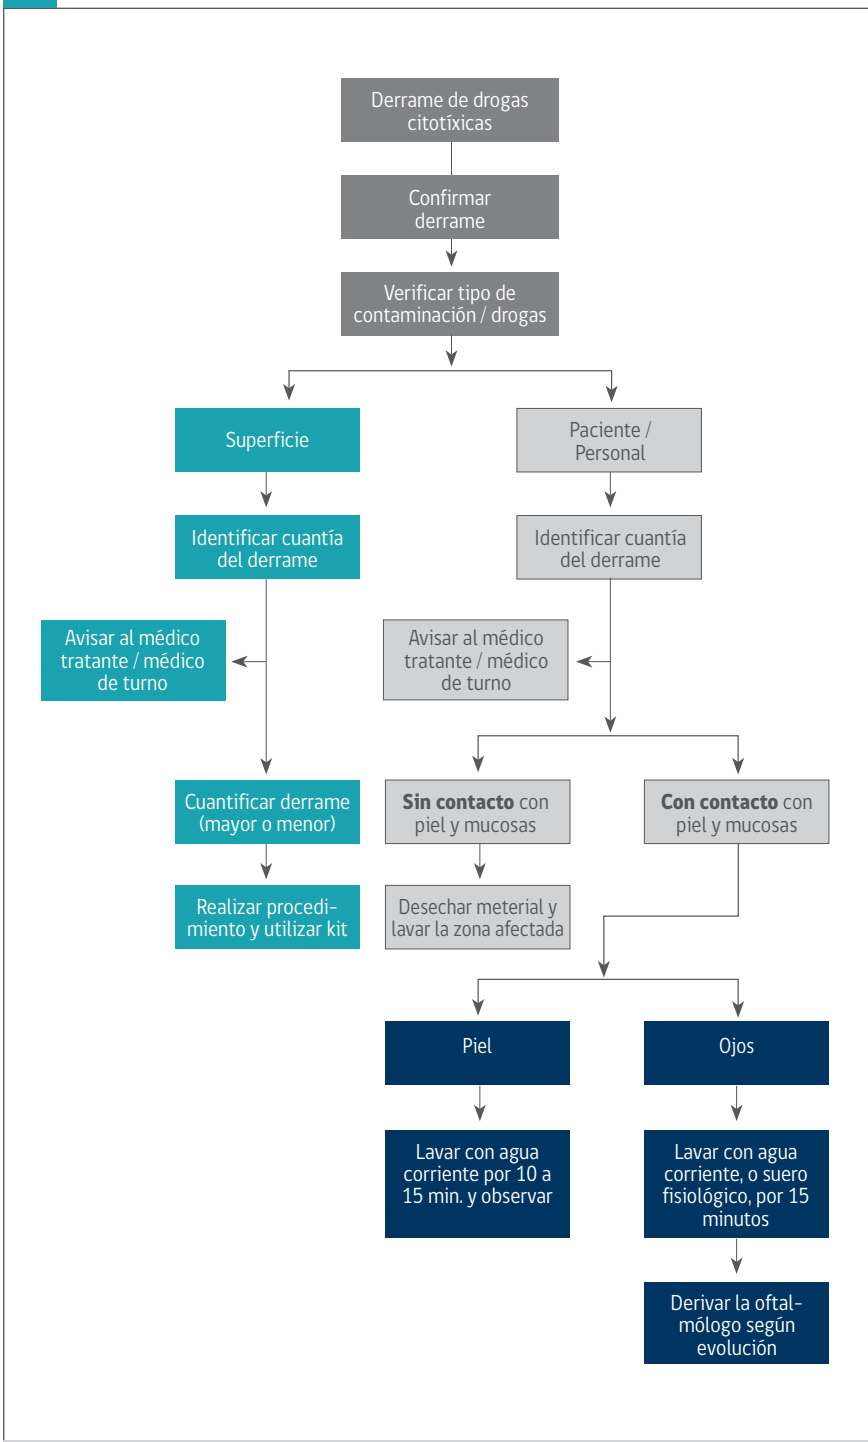 Derrame de drogas
citotíxicas
Confirmar
derrame
Verificar tipo de
contaminación / drogas
Superficie
Identificar cuantía
del derrame
Avisar al médico
tratante / médico
de turno
Cuantificar derrame
(mayor o menor)
Realizar procedi-
miento y utilizar kit
Paciente /
Personal
Identificar cuantía
del derrame
Avisar al médico
tratante / médico
de turno
Sin contacto con
piel y mucosas
Desechar meterial y
lavar la zona afectada
Con contacto con
piel y mucosas
Piel
Lavar con agua
corriente por 10 a
15 min. y observar
Ojos
Lavar con agua
corriente, o suero
fisiológico, por 15
minutos
Derivar la oftal-
mólogo según
evolución